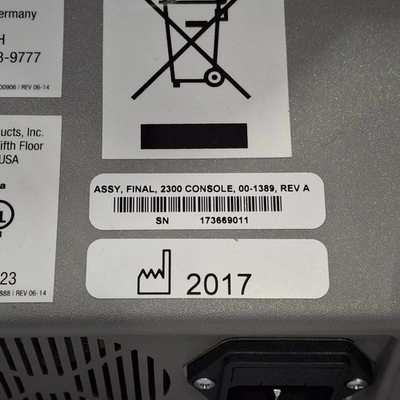 ermany
H
3-9777
00906 | REV 06-14
ucts, Inc.
ifth Floor
USA
a
UL
23
888 | REV 06-14
ASSY, FINAL, 2300 CONSOLE, 00-1389, REV A
SN 173669011
2017